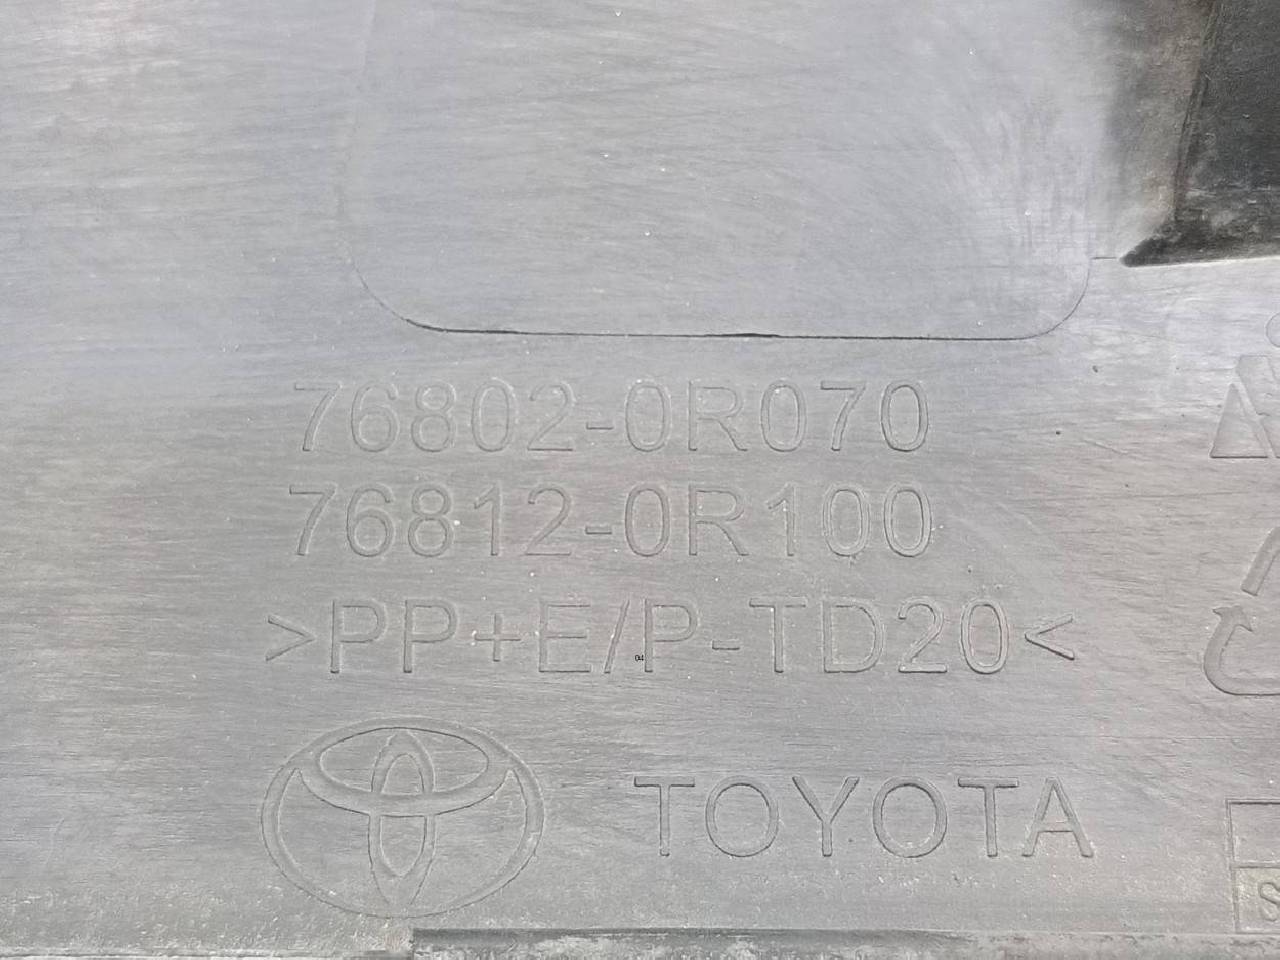 76802-0R070
76812-0R100
>PP+E/P-TD20<
TOYOTA
S